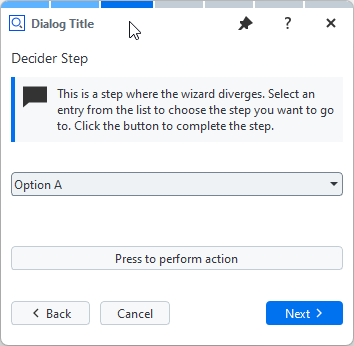 Dialog Title
?
Decider Step
This is a step where the wizard diverges. Select an
entry from the list to choose the step you want to go
to. Click the button to complete the step.
Option A
Press to perform action
Back
Cancel
Next